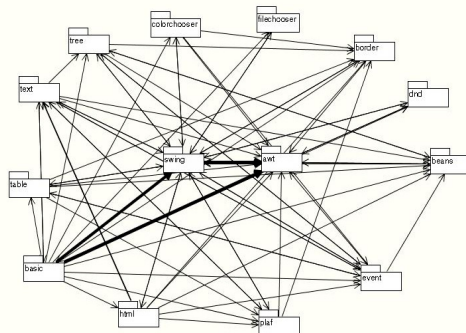 filechooser
colorchooser
tree
border
text
dnd
swing
awt
beans
table
basic
event
html
plaf